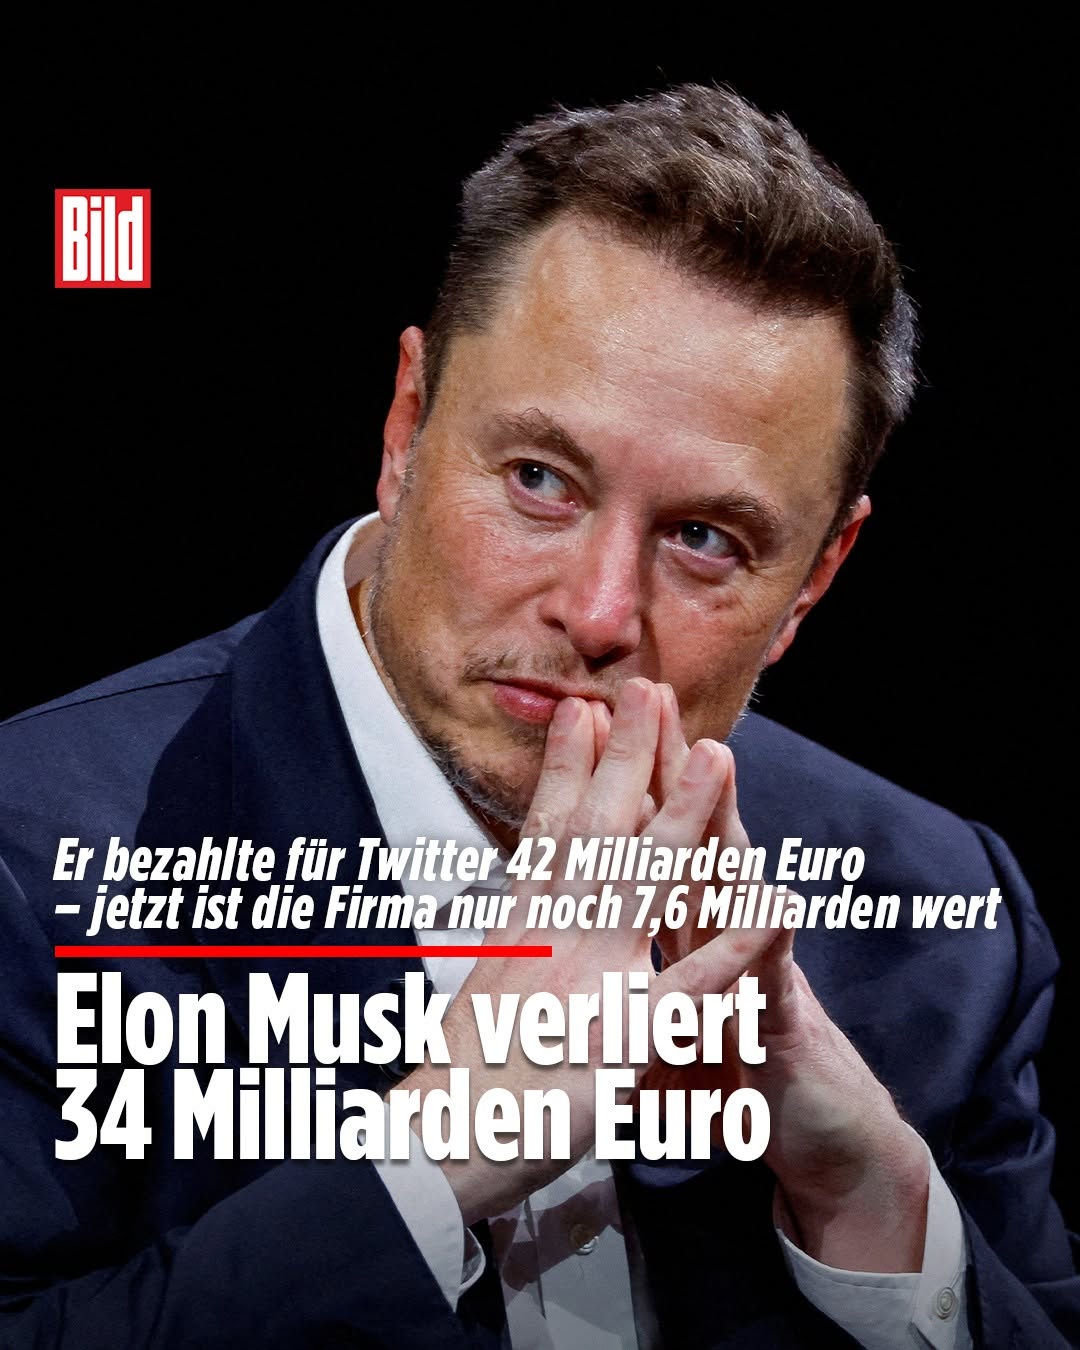 Bild
Er bezahlte für Twitter 42 Milliarden Euro
– jetzt ist die Firma nur noch 7,6 Milliarden wert
Elon Musk verliert
34 Milliarden Euro